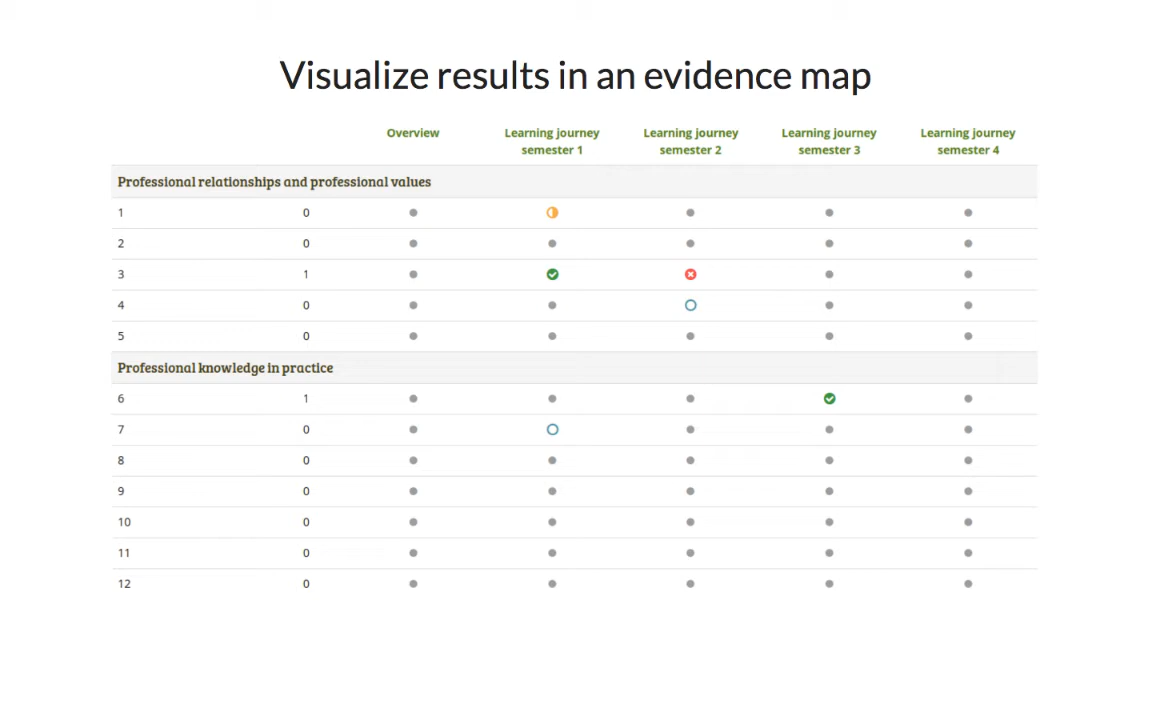 Visualize results in an evidence map
Overview
Learning journey
semester 1
Learning journey
semester 2
Learning journey
semester 3
Learning journey
semester 4
Professional relationships and professional values
1 0
2 0
3 1
4 0
5 0
Professional knowledge in practice
6 1
7 0
8 0
9 0
10 0
11 0
12 0